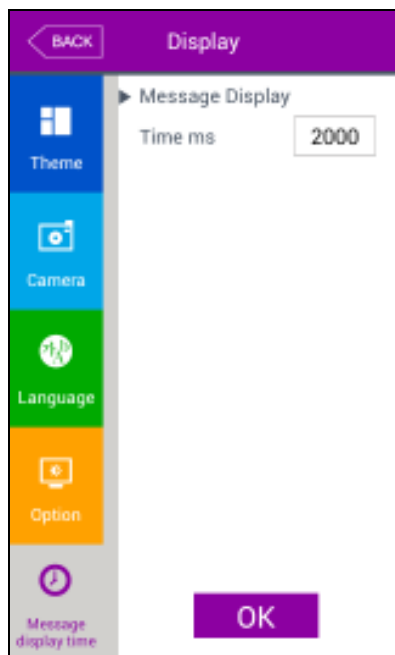 BACK
Display
Message Display
Time ms
2000
Theme
Camera
Language
Option
Message
display time
OK